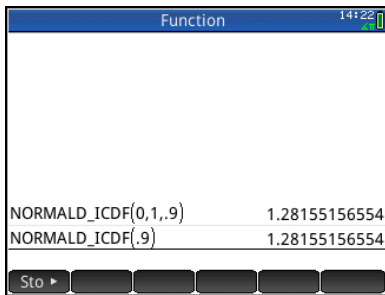 Function 14:22
∡π
NORMALD_ICDF(0,1,.9) 1.28155156554
NORMALD_ICDF(.9) 1.28155156554
Sto ▸